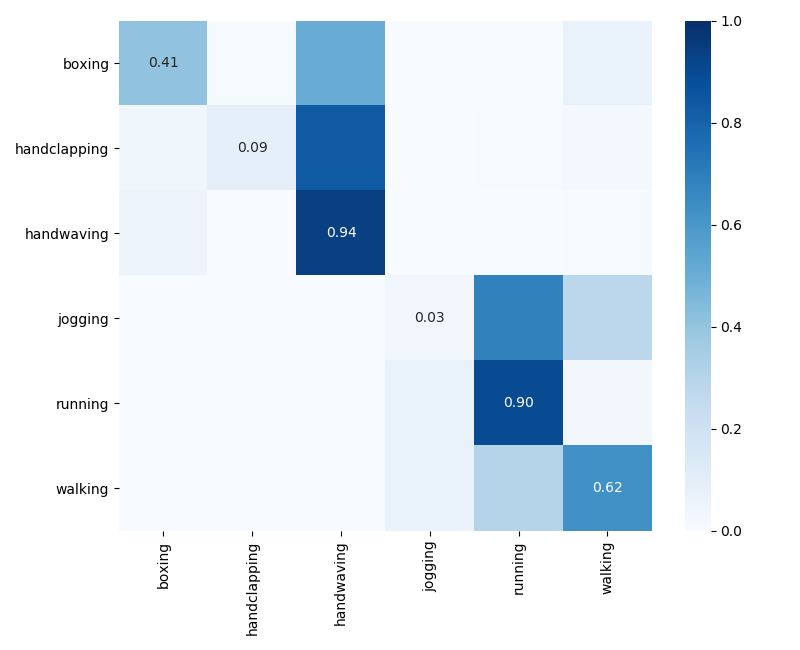 boxing
handclapping
handwaving
jogging
running
walking
0.41
0.09
0.94
0.03
0.90
0.62
boxing
handclapping
handwaving
jogging
running
walking
1.0
0.8
0.6
0.4
0.2
0.0